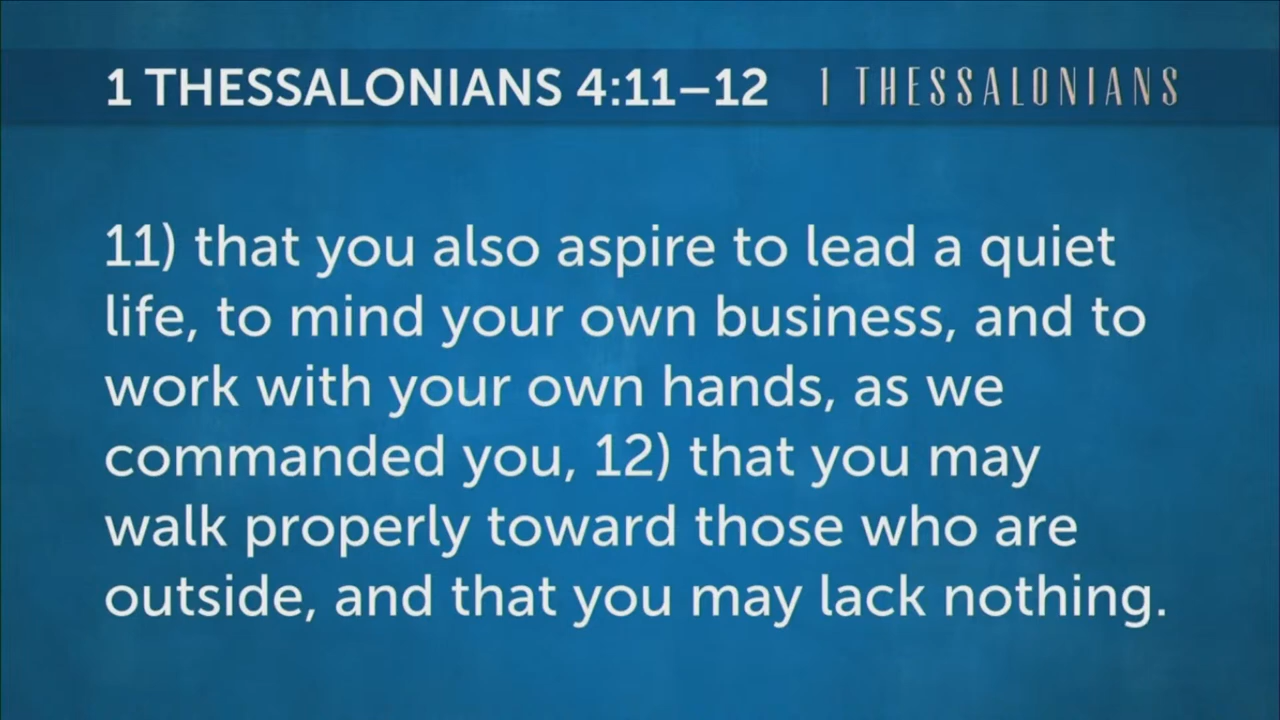 1 THESSALONIANS 4:11–12 1 THESSALONIANS
11) that you also aspire to lead a quiet
life, to mind your own business, and to
work with your own hands, as we
commanded you, 12) that you may
walk properly toward those who are
outside, and that you may lack nothing.